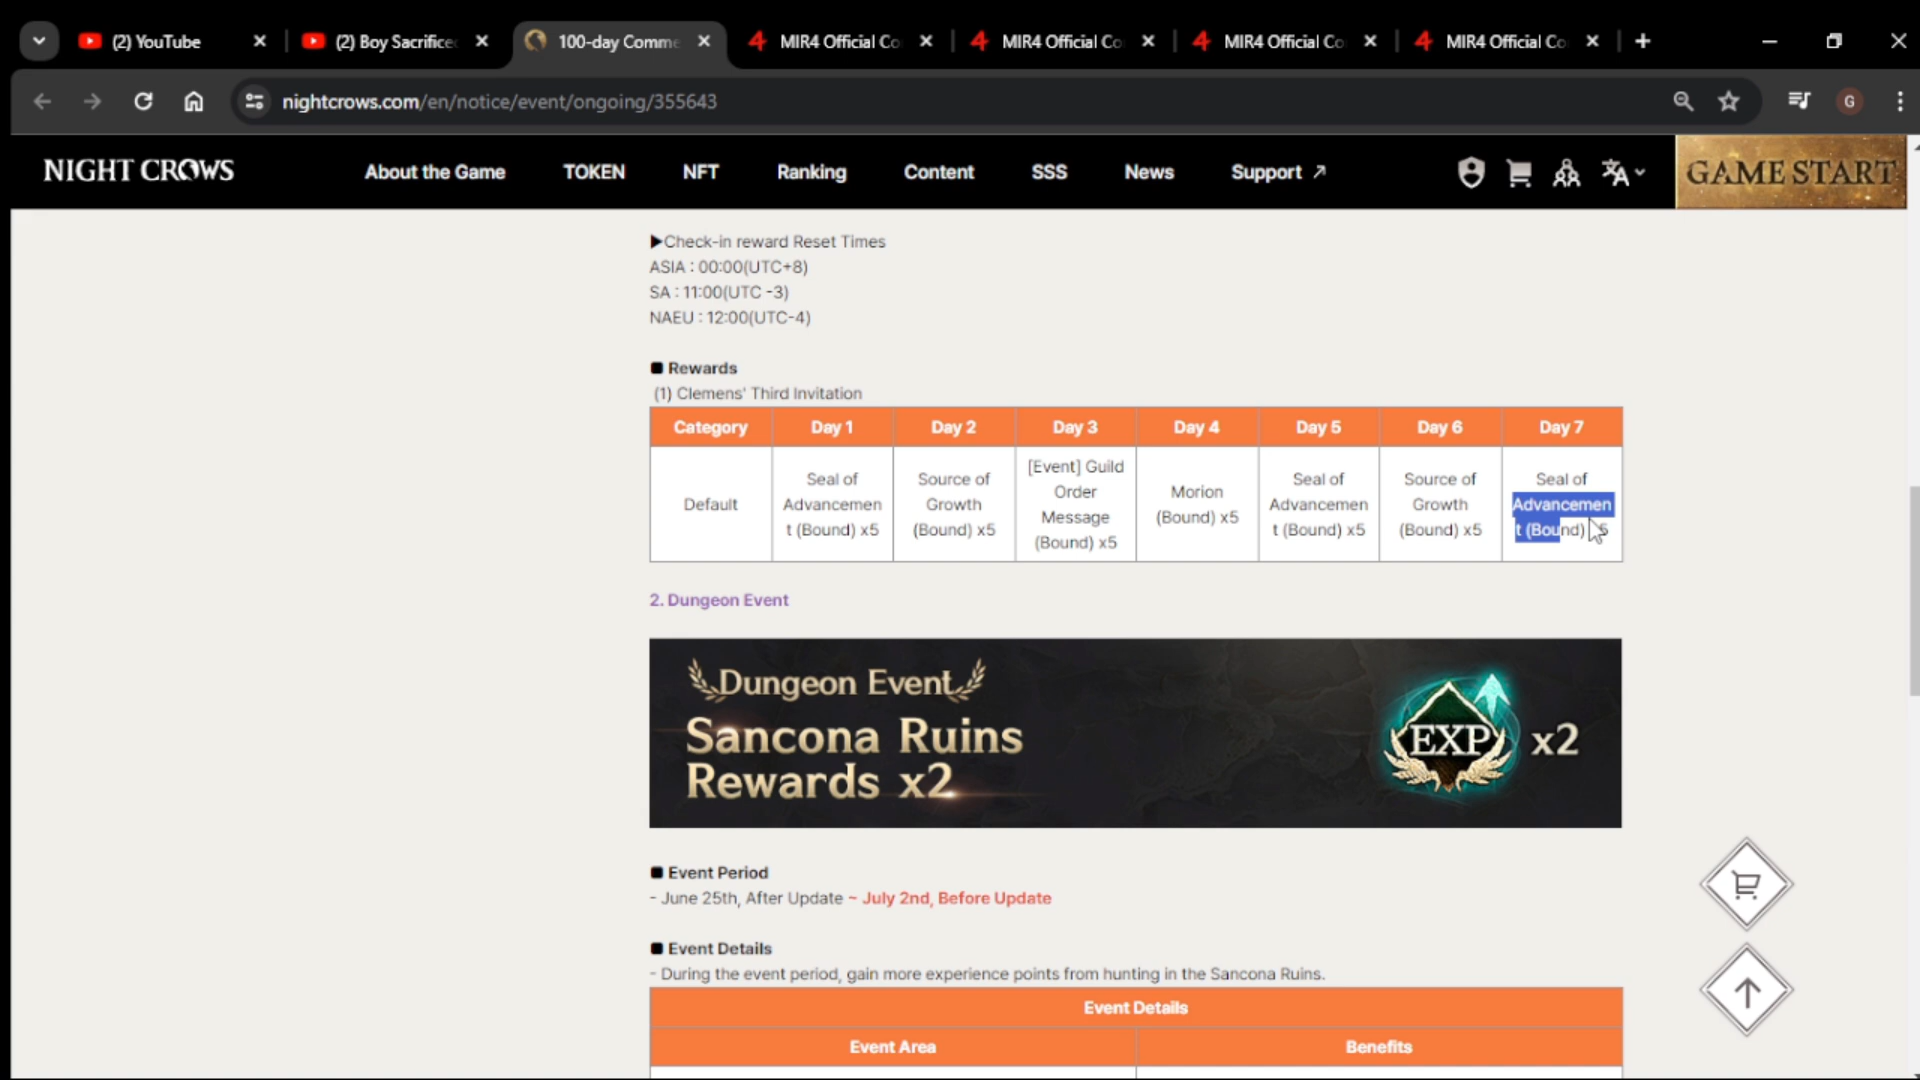 (2) YouTube
(2) Boy Sacrifice
100-day Comme
MIR4 Official Co
MIR4 Official Co
MIR4 Official Co
MIR4 Official Co
nightcrows.com/en/notice/event/ongoing/355643
G
NIGHT CROWS
About the Game
TOKEN
NFT
Ranking
Content
SSS
News
Support
GAME START
▶Check-in reward Reset Times
ASIA : 00:00(UTC+8)
SA : 11:00(UTC -3)
NAEU : 12:00(UTC-4)
■ Rewards
(1) Clemens' Third Invitation
Category Day 1 Day 2 Day 3 Day 4 Day 5 Day 6 Day 7
Default
Seal of
Advancemen
t (Bound) x5
Source of
Growth
(Bound) x5
[Event] Guild
Order
Message
(Bound) x5
Morion
(Bound) x5
Seal of
Advancemen
t (Bound) x5
Source of
Growth
(Bound) x5
Seal of
Advancemen
t (Bound) x5
2. Dungeon Event
Dungeon Event
Sancona Ruins
Rewards x2
EXP x2
■ Event Period
- June 25th, After Update ~ July 2nd, Before Update
■ Event Details
- During the event period, gain more experience points from hunting in the Sancona Ruins.
Event Details
Event Area Benefits